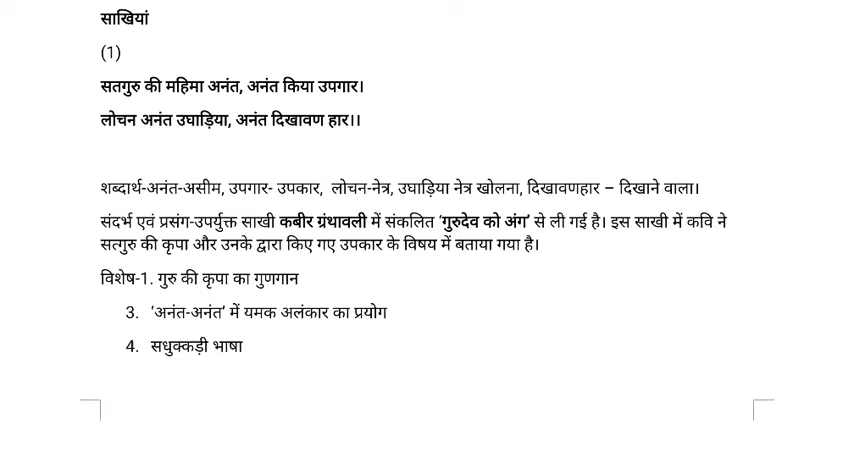 साखियां
(1)
सतगुरु की महिमा अनंत, अनंत किया उपगार।
लोचन अनंत उघाड़िया, अनंत दिखावण हार।।
शब्दार्थ-अनंत-असीम, उपगार- उपकार, लोचन-नेत्र, उघाड़िया नेत्र खोलना, दिखावणहार – दिखाने वाला।
संदर्भ एवं प्रसंग-उपर्युक्त साखी कबीर ग्रंथावली में संकलित ‘गुरुदेव को अंग’ से ली गई है। इस साखी में कवि ने
सत्गुरु की कृपा और उनके द्वारा किए गए उपकार के विषय में बताया गया है।
विशेष-1. गुरु की कृपा का गुणगान
3. ‘अनंत-अनंत’ में यमक अलंकार का प्रयोग
4. सधुक्कड़ी भाषा